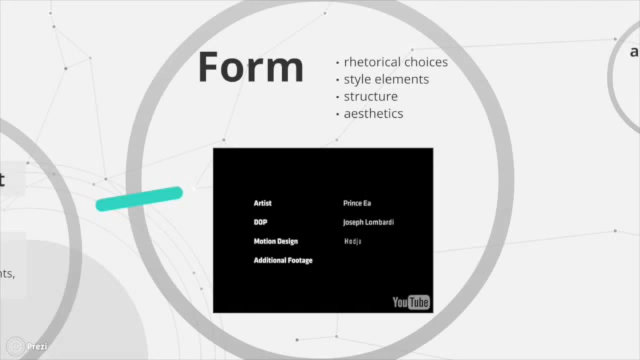 Form
• rhetorical choices
• style elements
• structure
• aesthetics
a
t
nts,
Artist Prince Ea
DOP Joseph Lombardi
Motion Design
Additional Footage
YouTube
Prezi